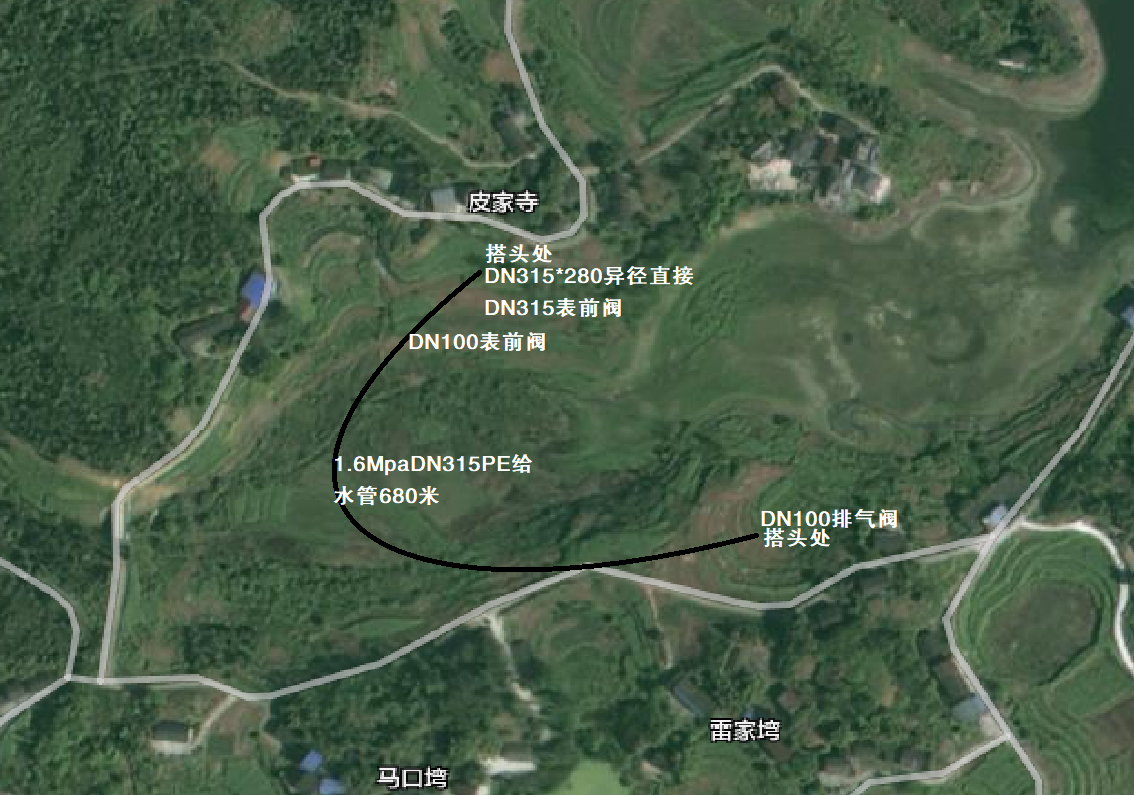 皮家寺
搭头处
DN315*280异径直接
DN315表前阀
DN100表前阀
1.6MpaDN315PE给
水管680米
DN100排气阀
搭头处
雷家塆
马口塆